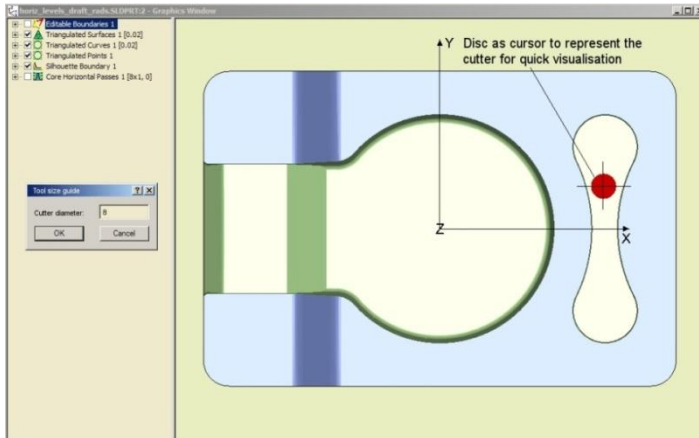 horiz_levels_draft_rads.SLDPRT:2 - Graphics Window
Editable Boundaries 1
Triangulated Surfaces 1 [0.02]
Triangulated Curves 1 [0.02]
Triangulated Points 1
Silhouette Boundary 1
Core Horizontal Passes 1 [8x1, 0]
Y
Disc as cursor to represent the
cutter for quick visualisation
Tool size guide
Cutter diameter: 8
OK Cancel
Z
X